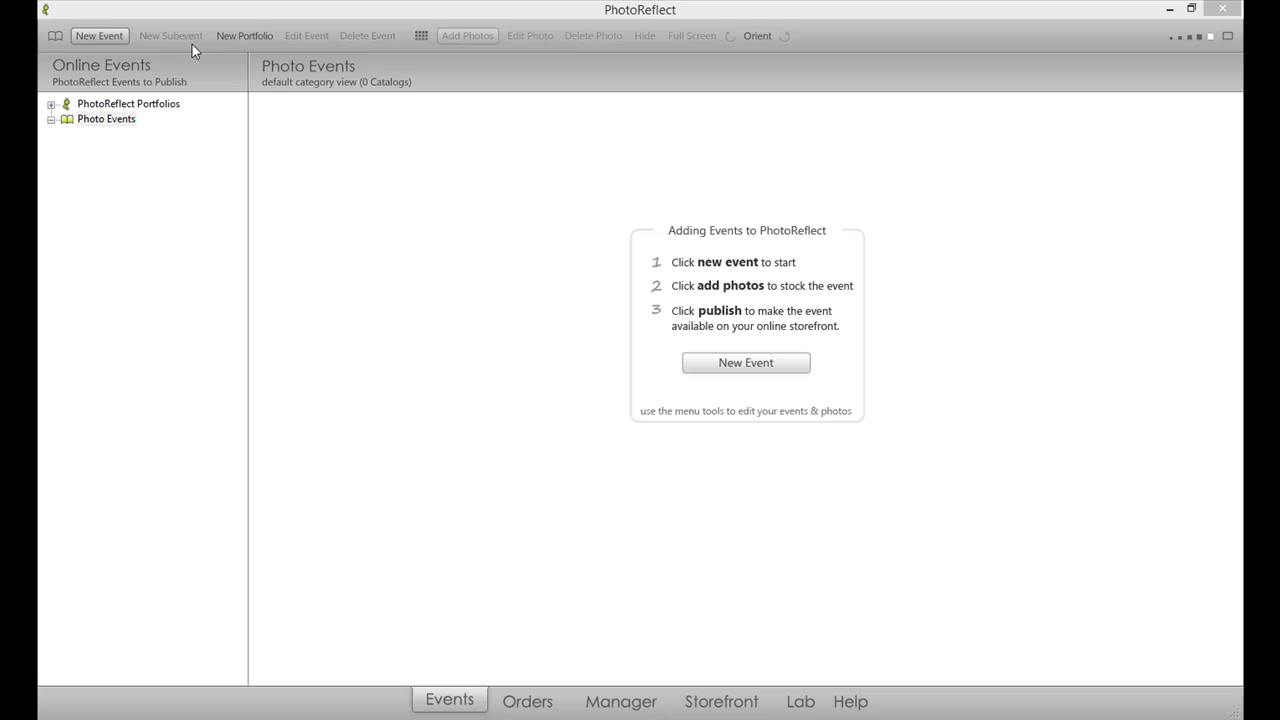 PhotoReflect
New Event New Subevent New Portfolio Edit Event Delete Event Add Photos Edit Photo Delete Photo Hide Full Screen Orient
Online Events
PhotoReflect Events to Publish
Photo Events
default category view (0 Catalogs)
PhotoReflect Portfolios
Photo Events
Adding Events to PhotoReflect
1 Click new event to start
2 Click add photos to stock the event
3 Click publish to make the event
available on your online storefront.
New Event
use the menu tools to edit your events & photos
Events Orders Manager Storefront Lab Help